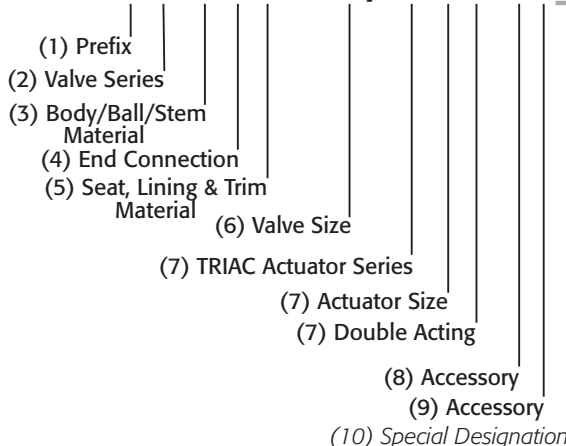 (1) Prefix
(2) Valve Series
(3) Body/Ball/Stem
Material
(4) End Connection
(5) Seat, Lining & Trim
Material
(6) Valve Size
(7) TRIAC Actuator Series
(7) Actuator Size
(7) Double Acting
(8) Accessory
(9) Accessory
(10) Special Designation